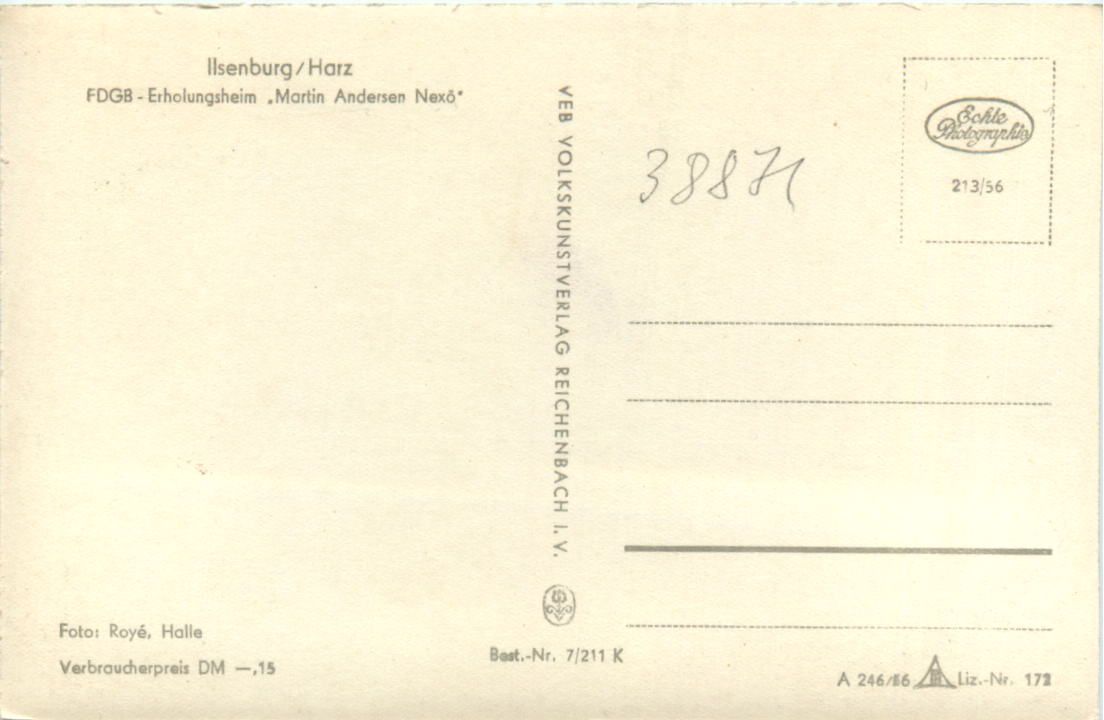 Ilsenburg/Harz
FDGB - Erholungsheim „Martin Andersen Nexö"
VEB VOLKSKUNSTVERLAG REICHENBACH I. V.
Echte
Photographie
213/56
Foto: Royé, Halle
Verbraucherpreis DM —,15
Best.-Nr. 7/211 K
A 246/56
Liz.-Nr. 172